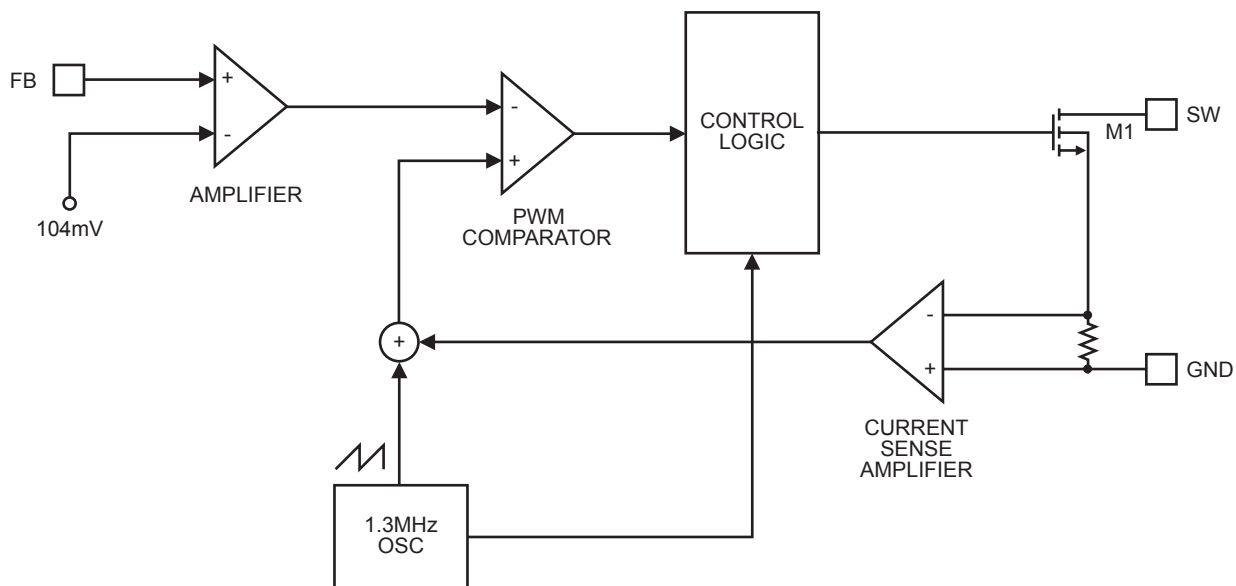 FB
+
-
104mV
AMPLIFIER
-
+
PWM
COMPARATOR
CONTROL
LOGIC
M1
SW
+
-
+
GND
CURRENT
SENSE
AMPLIFIER
1.3MHz
OSC